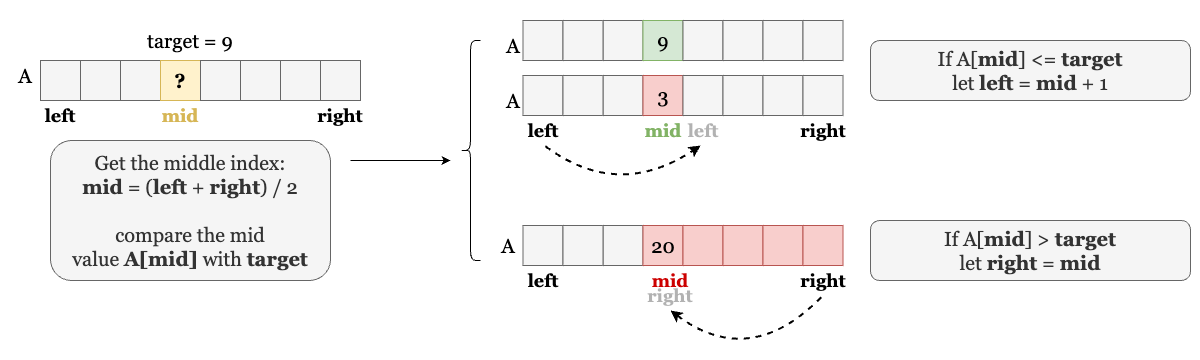 target = 9
A
?
left
mid
right
Get the middle index:
mid = (left + right) / 2
compare the mid
value A[mid] with target
A
9
A
3
left
mid
left
right
If A[mid] <= target
let left = mid + 1
A
20
left
mid
right
right
If A[mid] > target
let right = mid